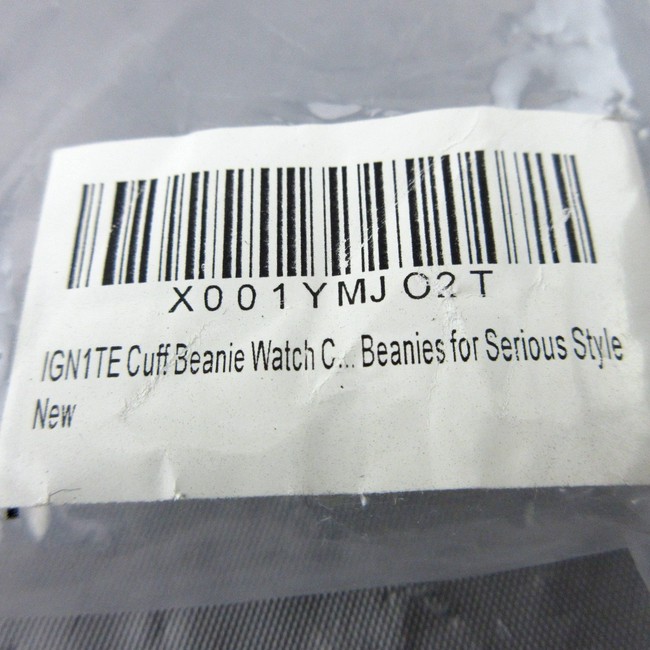 X001YMJO2T
IGN1TE Cuff Beanie Watch C... Beanies for Serious Style
New